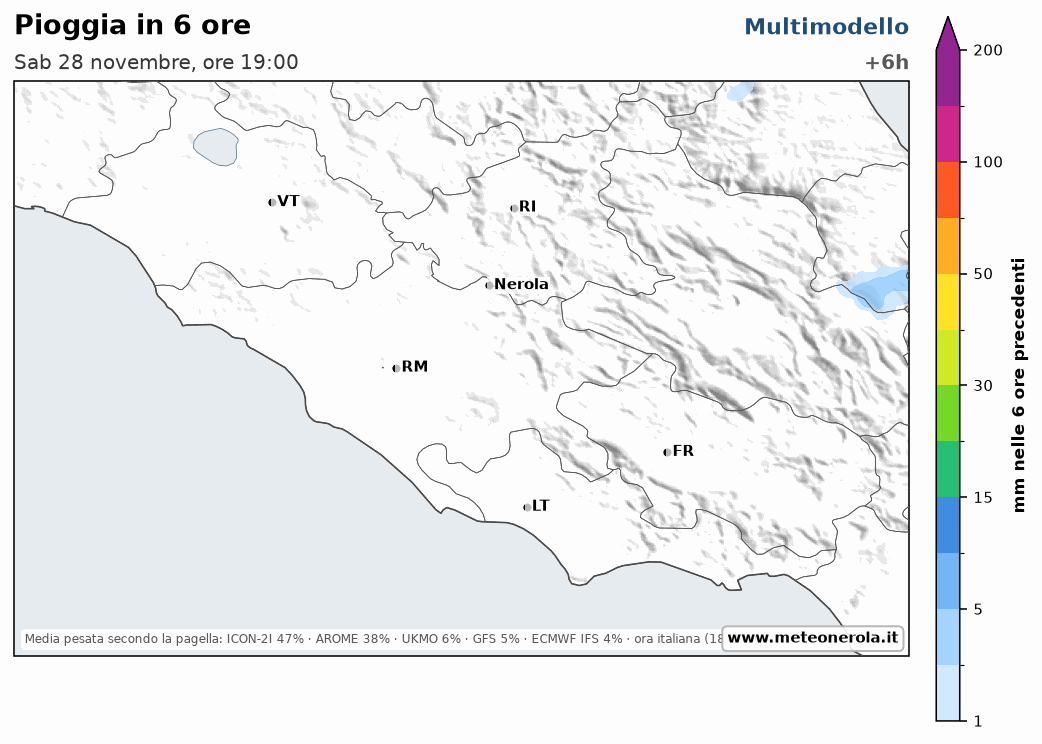 Pioggia in 6 ore
Multimodello
Sab 28 novembre, ore 19:00
+6h
VT
RI
Nerola
RM
FR
LT
Media pesata secondo la pagella: ICON-2I 47% · AROME 38% · UKMO 6% · GFS 5% · ECMWF IFS 4% · ora italiana (18
www.meteonerola.it
200
100
50
30
15
5
1
mm nelle 6 ore precedenti